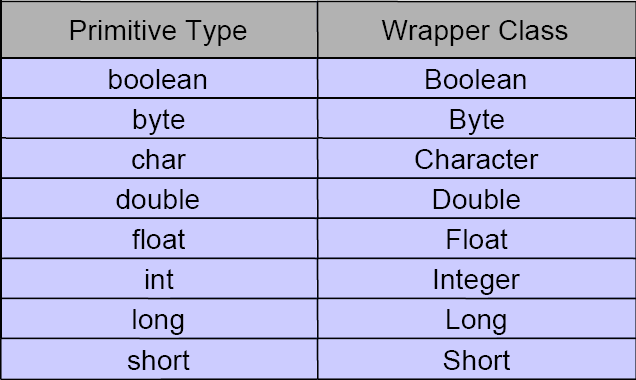 Primitive Type Wrapper Class
boolean Boolean
byte Byte
char Character
double Double
float Float
int Integer
long Long
short Short